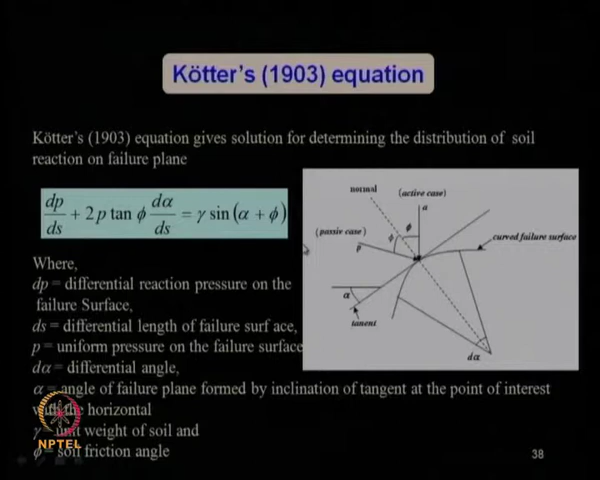 Kötter's (1903) equation
Kötter's (1903) equation gives solution for determining the distribution of soil
reaction on failure plane
dp/ds + 2 p tan ϕ dα/ds = γ sin(α + ϕ)
normal
(active case)
a
(passiv case)
ϕ
ϕ
p
curved failure surface
α
tanent
dα
Where,
dp = differential reaction pressure on the
failure Surface,
ds = differential length of failure surf ace,
p = uniform pressure on the failure surface
dα = differential angle,
α = angle of failure plane formed by inclination of tangent at the point of interest
with the horizontal
γ = unit weight of soil and
ϕ = soil friction angle
NPTEL
38